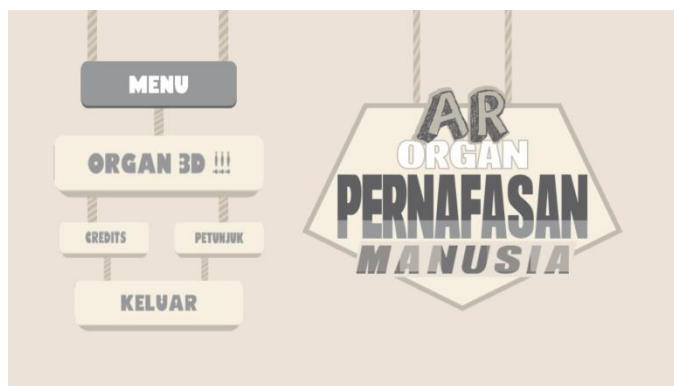 MENU
ORGAN 3D !!!
CREDITS PETUNJUK
KELUAR
AR
ORGAN
PERNAFASAN
MANUSIA